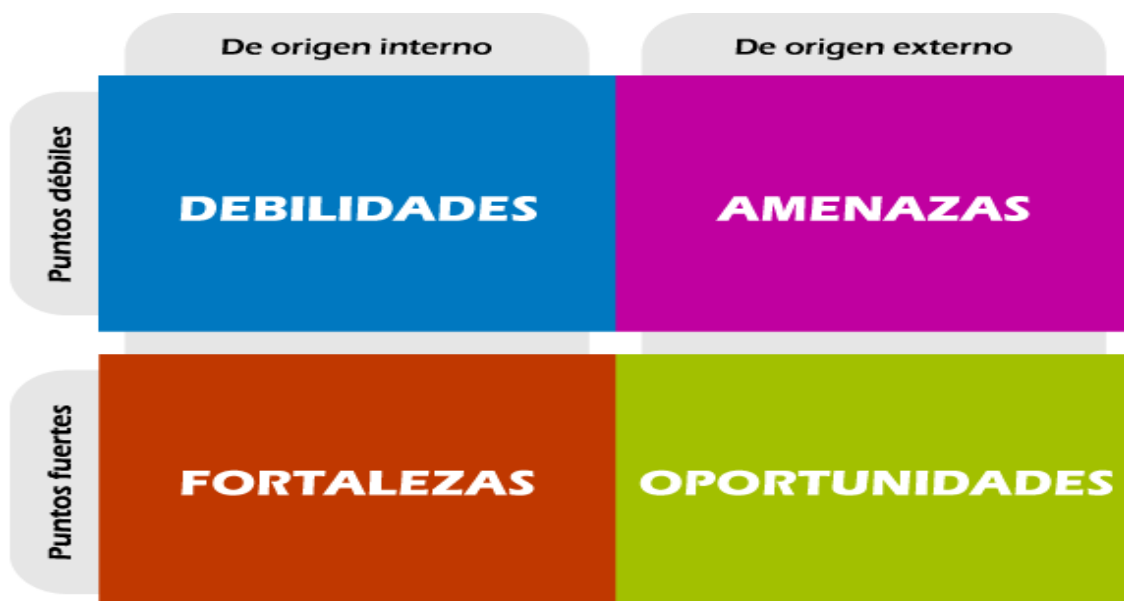 De origen interno
De origen externo
Puntos débiles
DEBILIDADES
AMENAZAS
Puntos fuertes
FORTALEZAS
OPORTUNIDADES